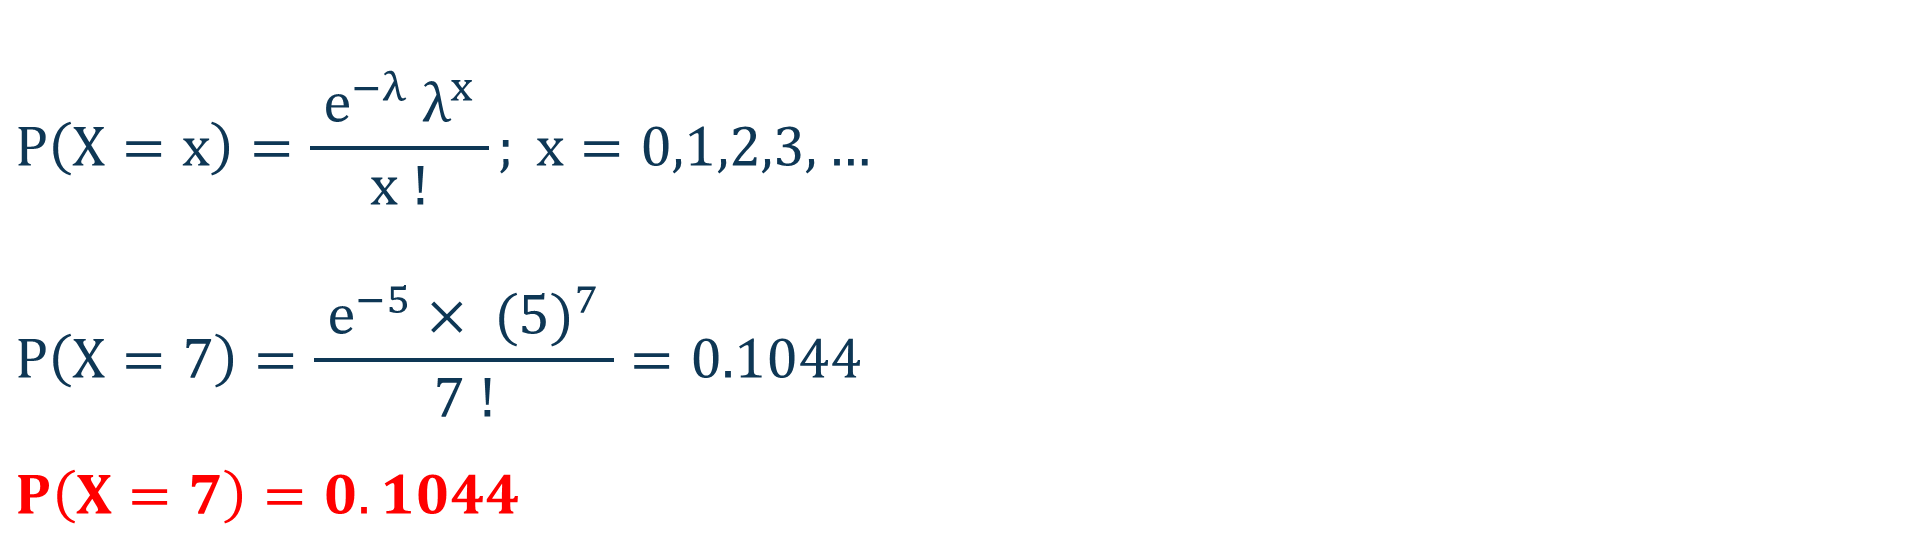 P(X = x) = e^{−λ} λ^{x} / x ! ; x = 0,1,2,3, …
P(X = 7) = e^{−5} × (5)^{7} / 7 ! = 0.1044
P(X = 7) = 0. 1044